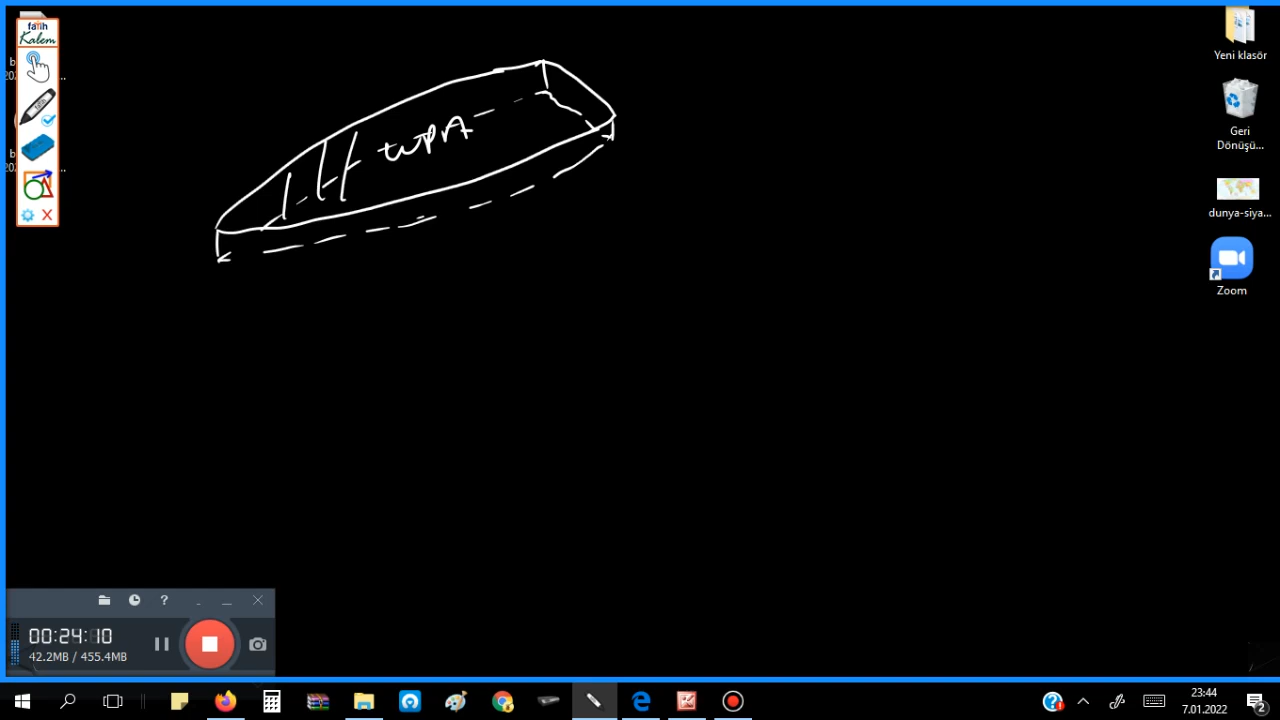 fatih
Kalem
Yeni klasör
Geri
Dönüşü...
dunya-siya...
Zoom
00:24:10
42.2MB / 455.4MB
23:44
7.01.2022
2